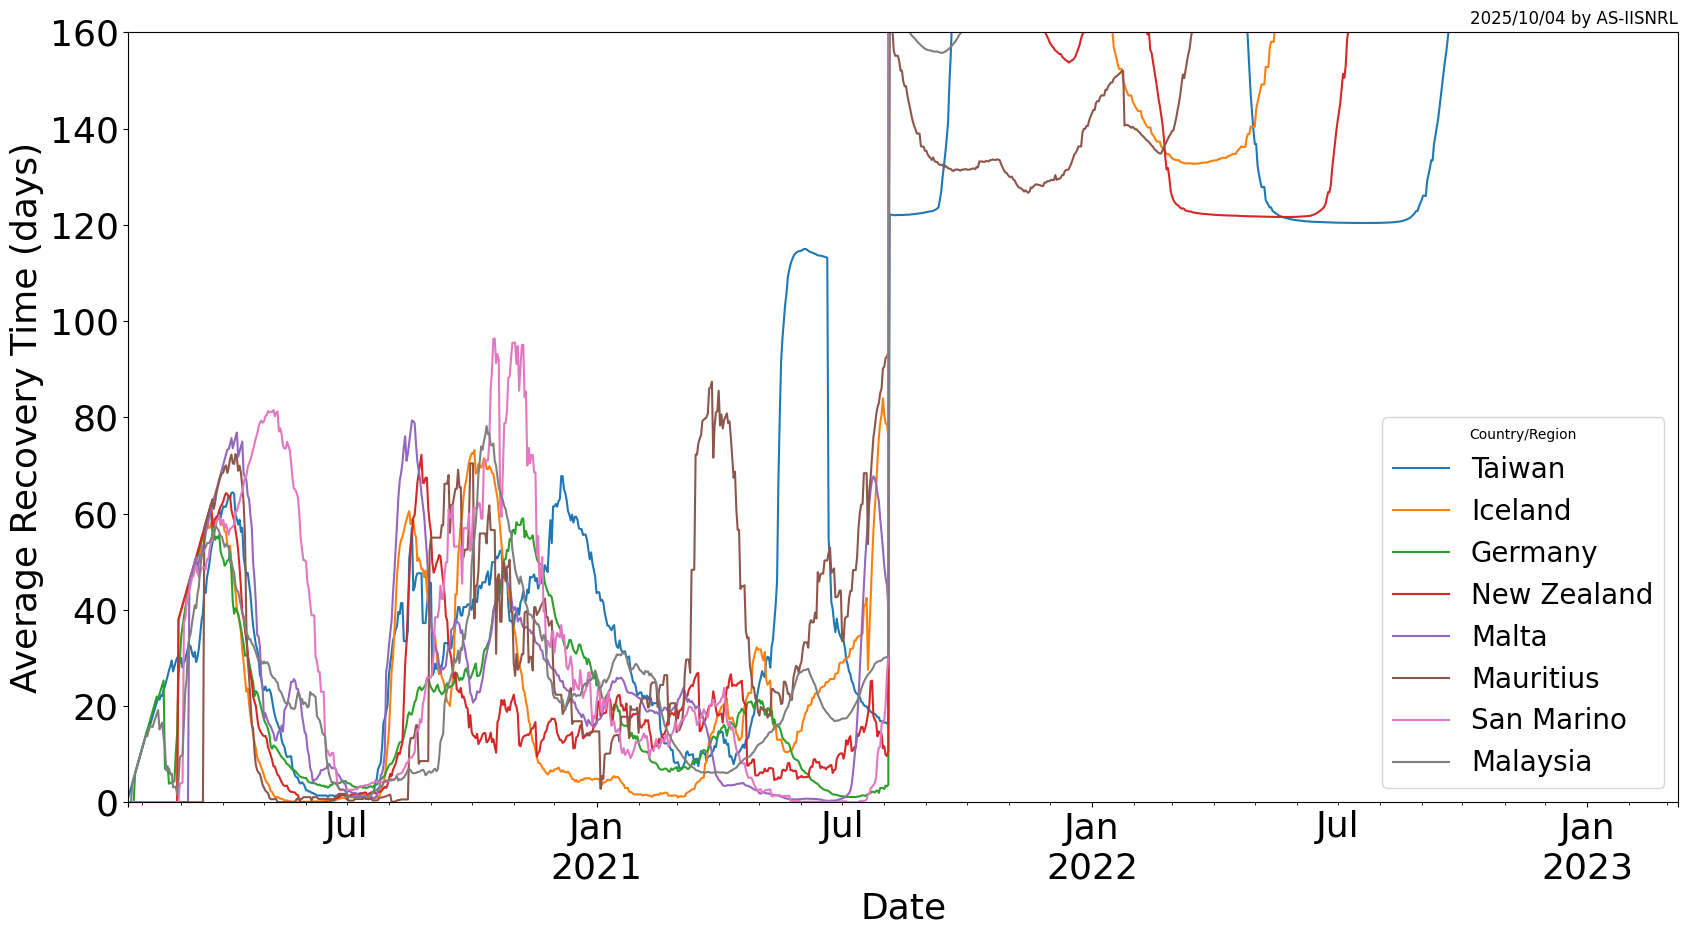 2025/10/04 by AS-IISNRL
160
140
120
100
80
60
40
20
0
Average Recovery Time (days)
Country/Region
Taiwan
Iceland
Germany
New Zealand
Malta
Mauritius
San Marino
Malaysia
Jul
Jan
2021
Jul
Jan
2022
Jul
Jan
2023
Date